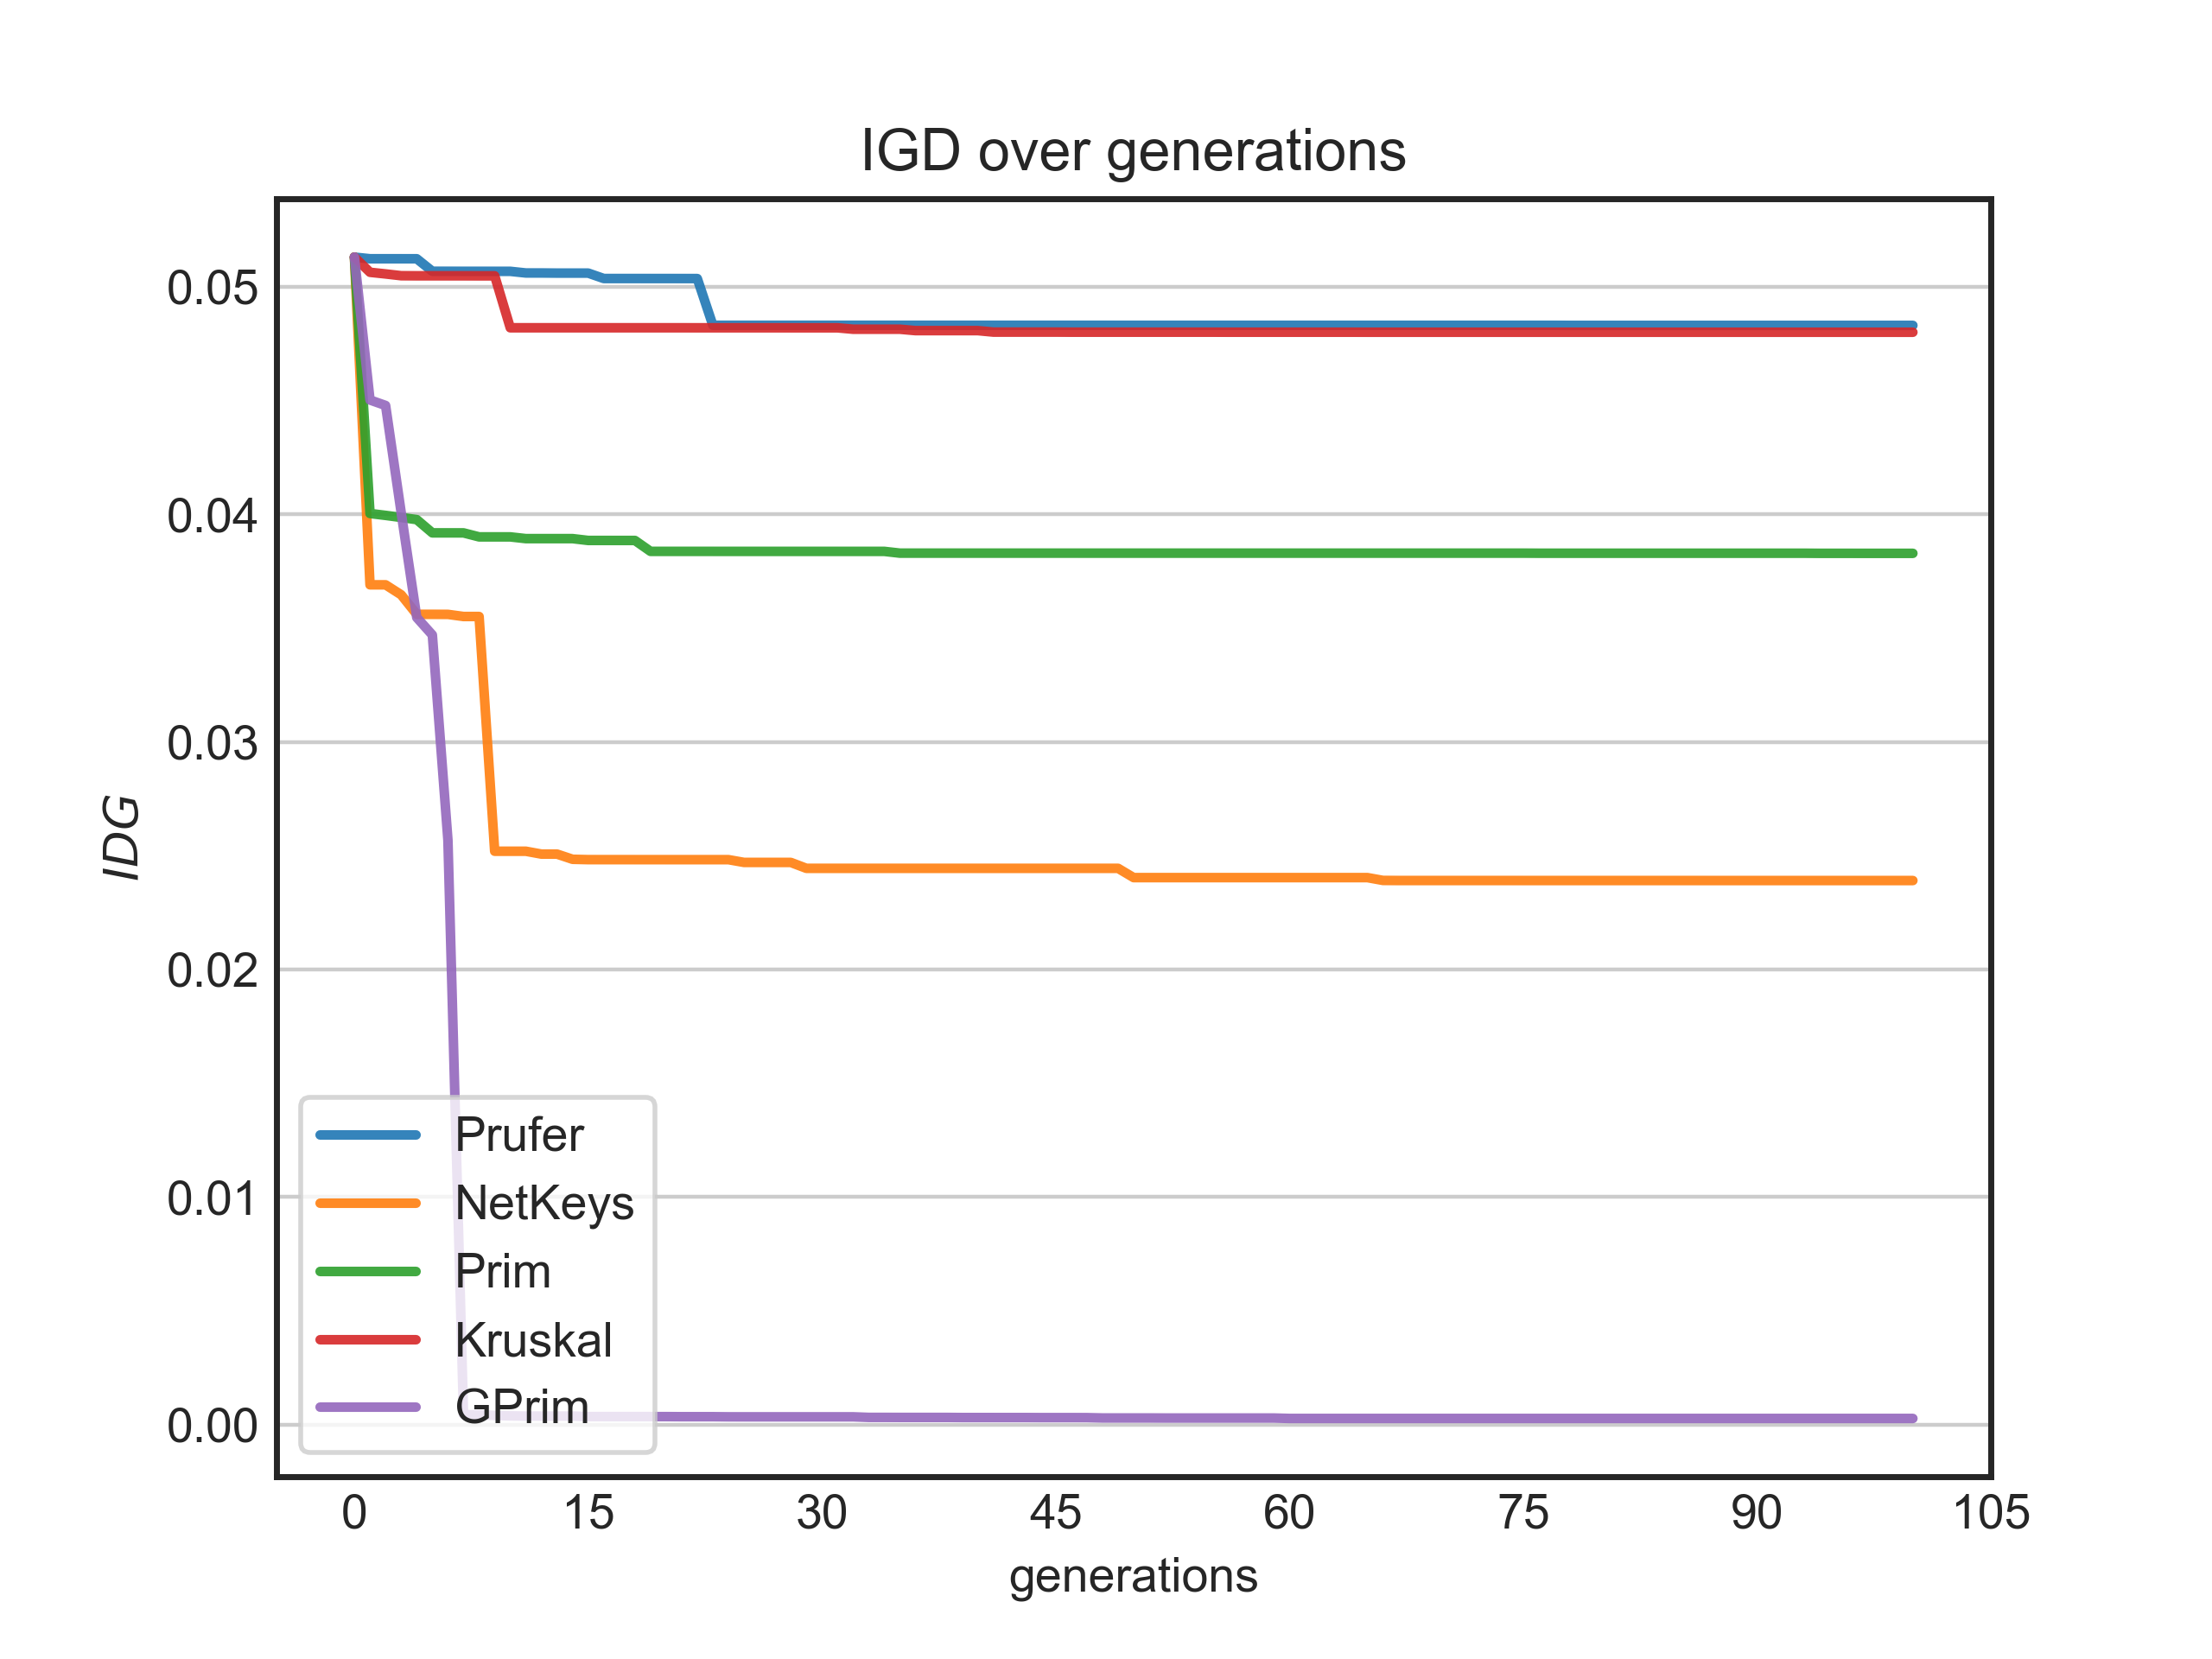 IGD over generations
0.05
0.04
0.03
0.02
0.01
0.00
IDG
Prufer
NetKeys
Prim
Kruskal
GPrim
0 15 30 45 60 75 90 105
generations